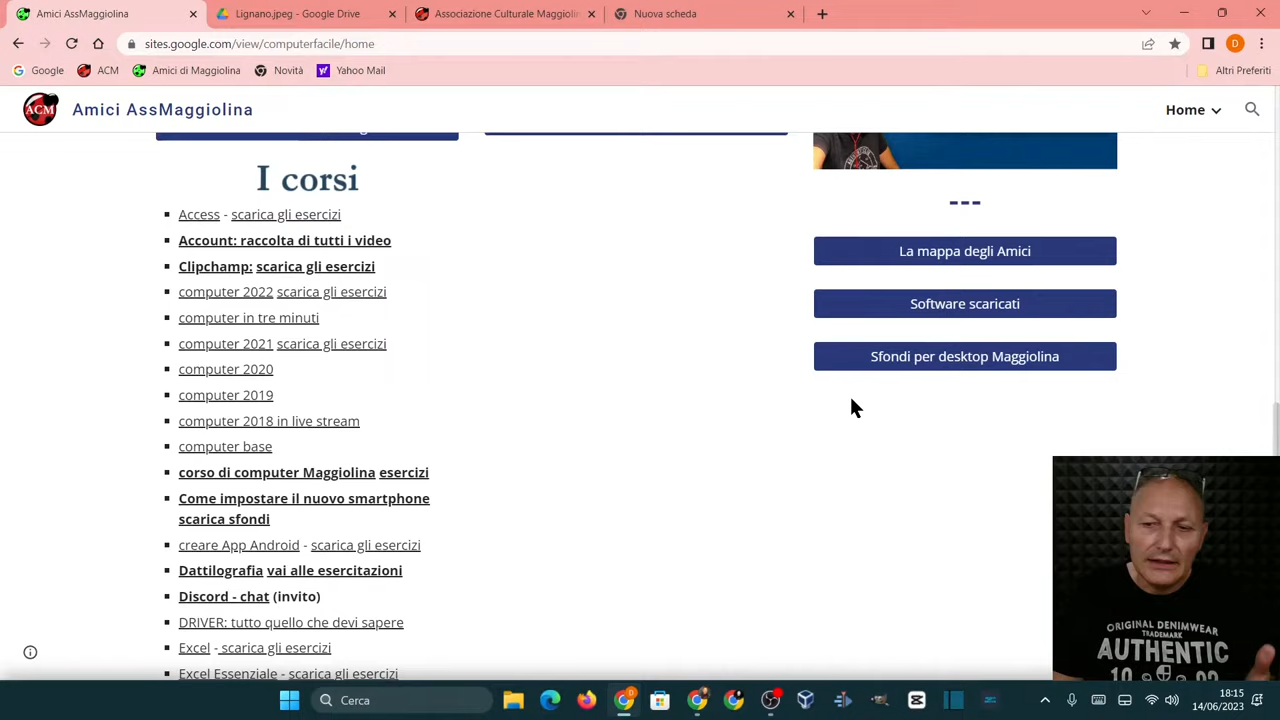 Amici AssMaggiolina
Lignano.jpeg - Google Drive
Associazione Culturale Maggiolin
Nuova scheda
sites.google.com/view/computerfacile/home
D
Google
ACM
Amici di Maggiolina
Novità
Yahoo Mail
Altri Preferiti
ACM
Amici AssMaggiolina
Home
I corsi
Access - scarica gli esercizi
Account: raccolta di tutti i video
Clipchamp: scarica gli esercizi
computer 2022 scarica gli esercizi
computer in tre minuti
computer 2021 scarica gli esercizi
computer 2020
computer 2019
computer 2018 in live stream
computer base
corso di computer Maggiolina esercizi
Come impostare il nuovo smartphone
scarica sfondi
creare App Android - scarica gli esercizi
Dattilografia vai alle esercitazioni
Discord - chat (invito)
DRIVER: tutto quello che devi sapere
Excel - scarica gli esercizi
Excel Essenziale - scarica gli esercizi
---
La mappa degli Amici
Software scaricati
Sfondi per desktop Maggiolina
ORIGINAL DENIMWEAR
TRADEMARK
AUTHENTIC
Cerca
18:15
14/06/2023